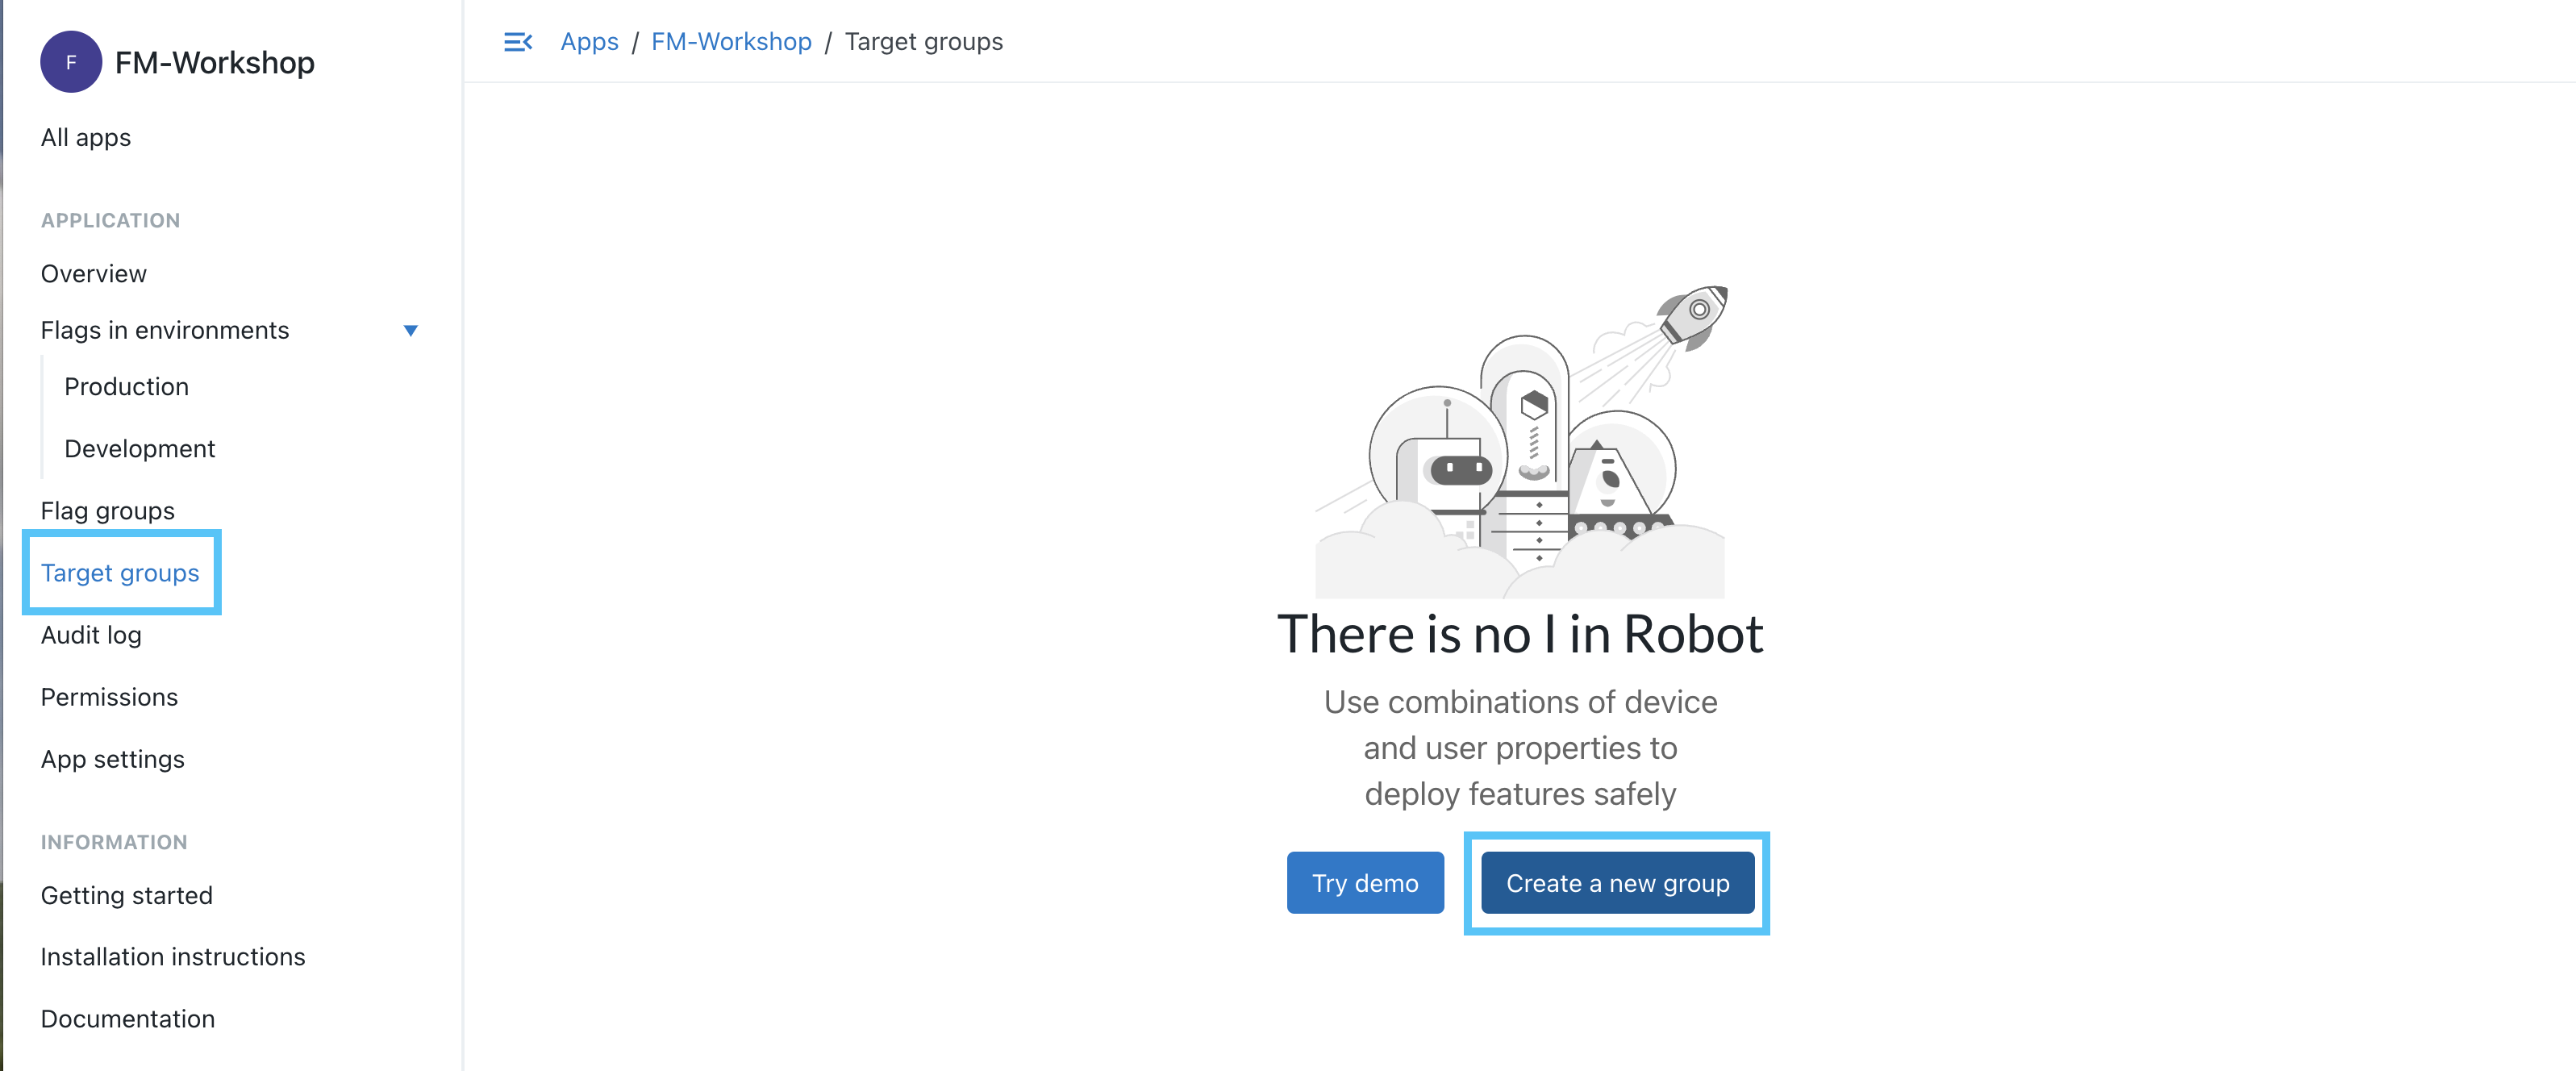 F
FM-Workshop
All apps
APPLICATION
Overview
Flags in environments
Production
Development
Flag groups
Target groups
Audit log
Permissions
App settings
INFORMATION
Getting started
Installation instructions
Documentation
Apps / FM-Workshop / Target groups
There is no I in Robot
Use combinations of device
and user properties to
deploy features safely
Try demo
Create a new group